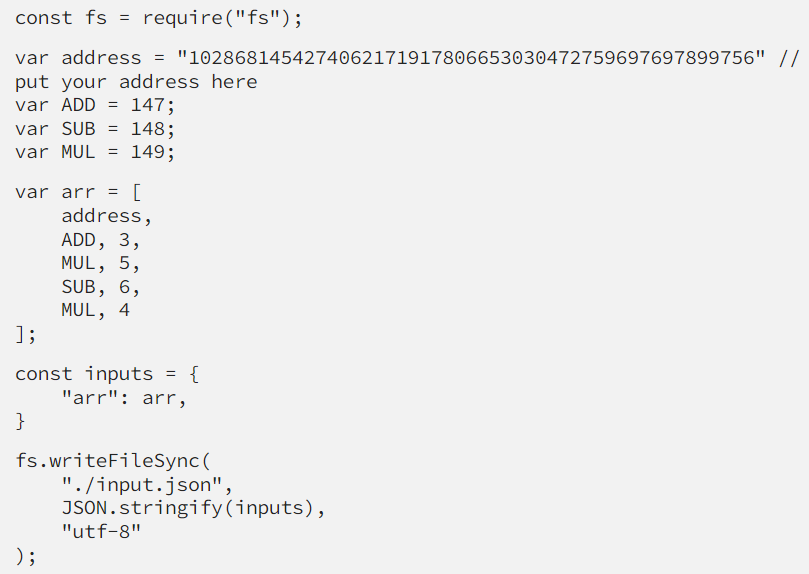 const fs = require("fs");
var address = "1028681454274062171917806653030472759697697899756" //
put your address here
var ADD = 147;
var SUB = 148;
var MUL = 149;
var arr = [
address,
ADD, 3,
MUL, 5,
SUB, 6,
MUL, 4
];
const inputs = {
"arr": arr,
}
fs.writeFileSync(
"./input.json",
JSON.stringify(inputs),
"utf-8"
);